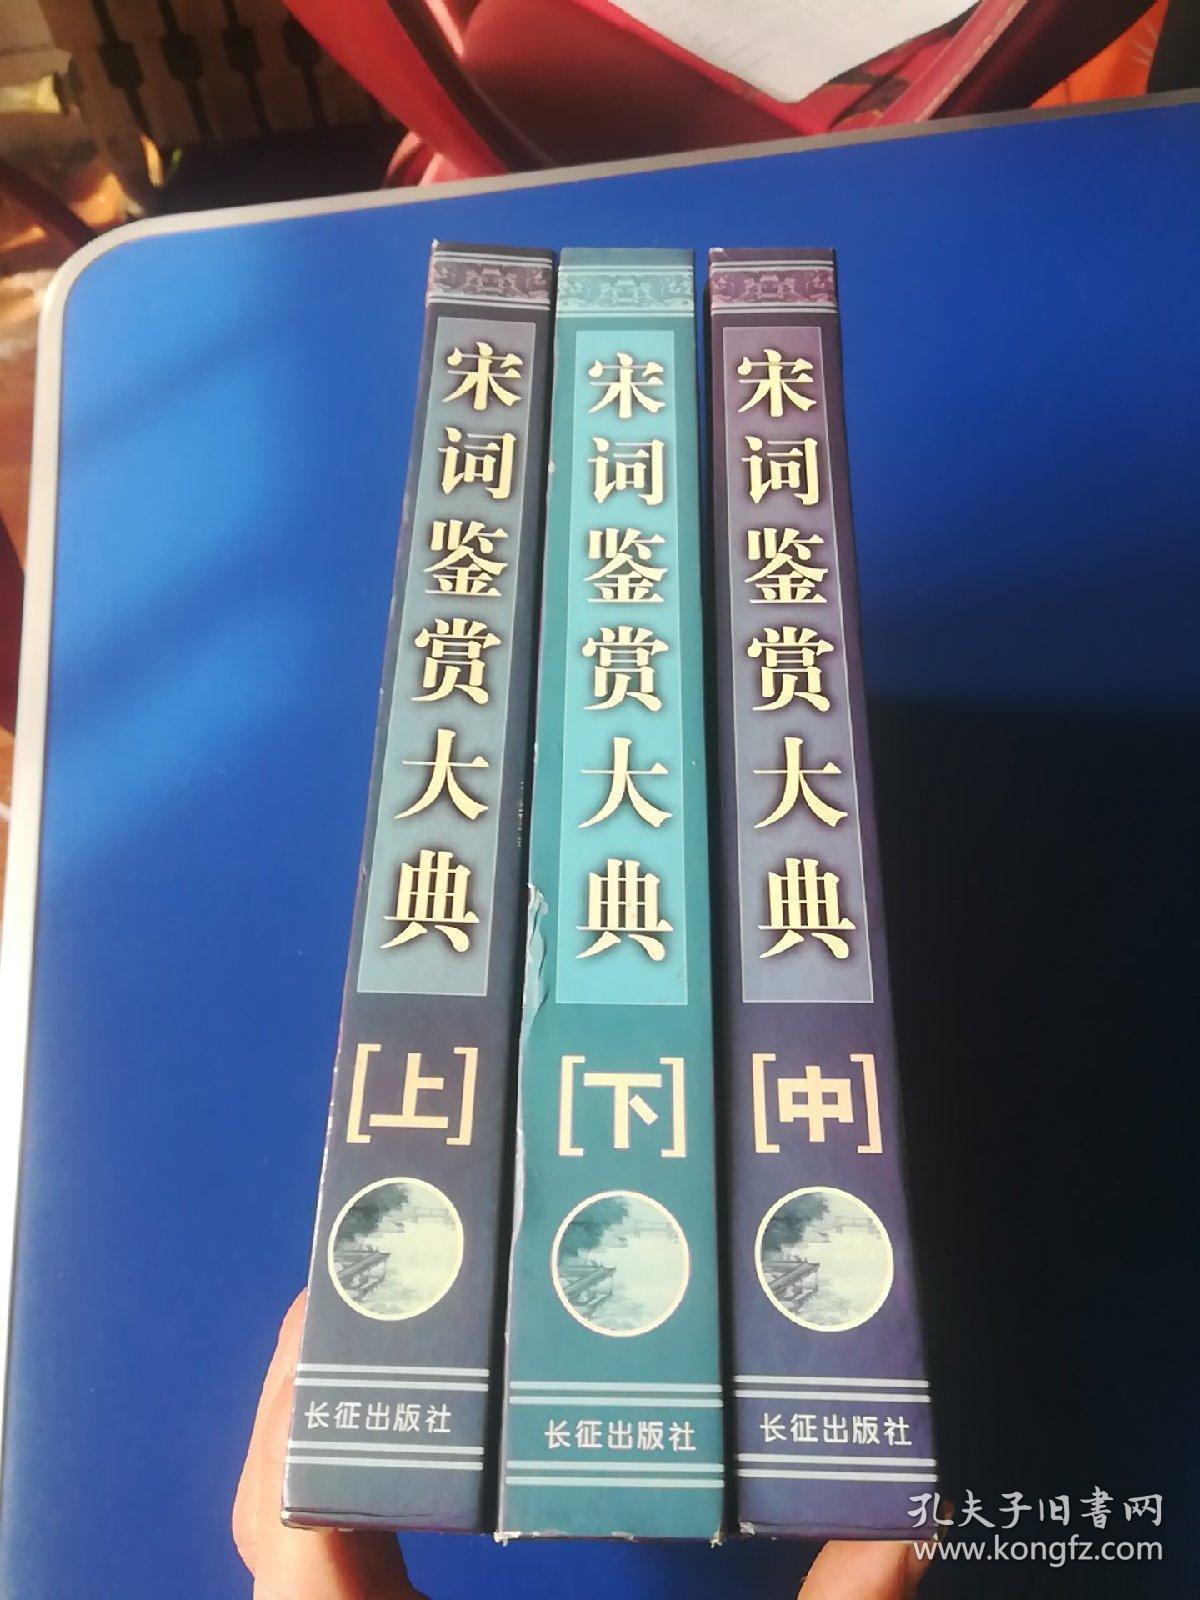 宋词鉴赏大典
[上]
长征出版社
宋词鉴赏大典
[下]
长征出版社
宋词鉴赏大典
[中]
长征出版社
孔夫子旧書网
www.kongfz.com